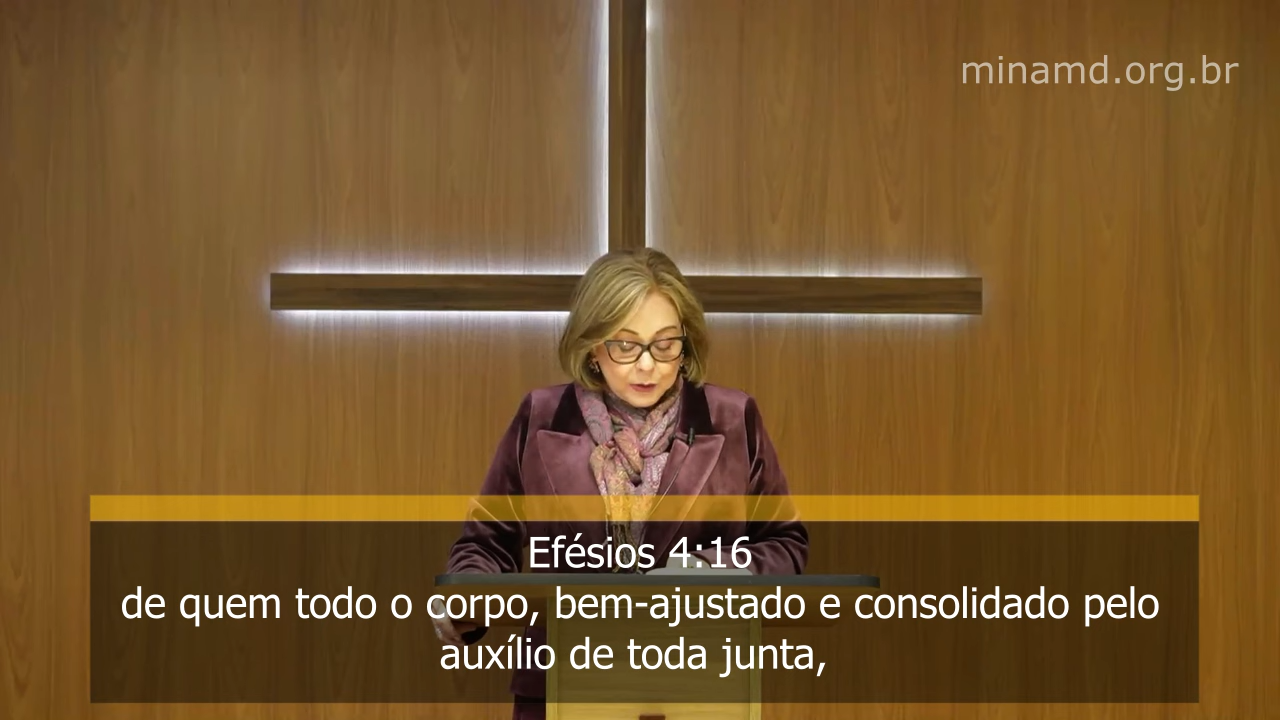 minamd.org.br
Efésios 4:16
de quem todo o corpo, bem-ajustado e consolidado pelo
auxílio de toda junta,